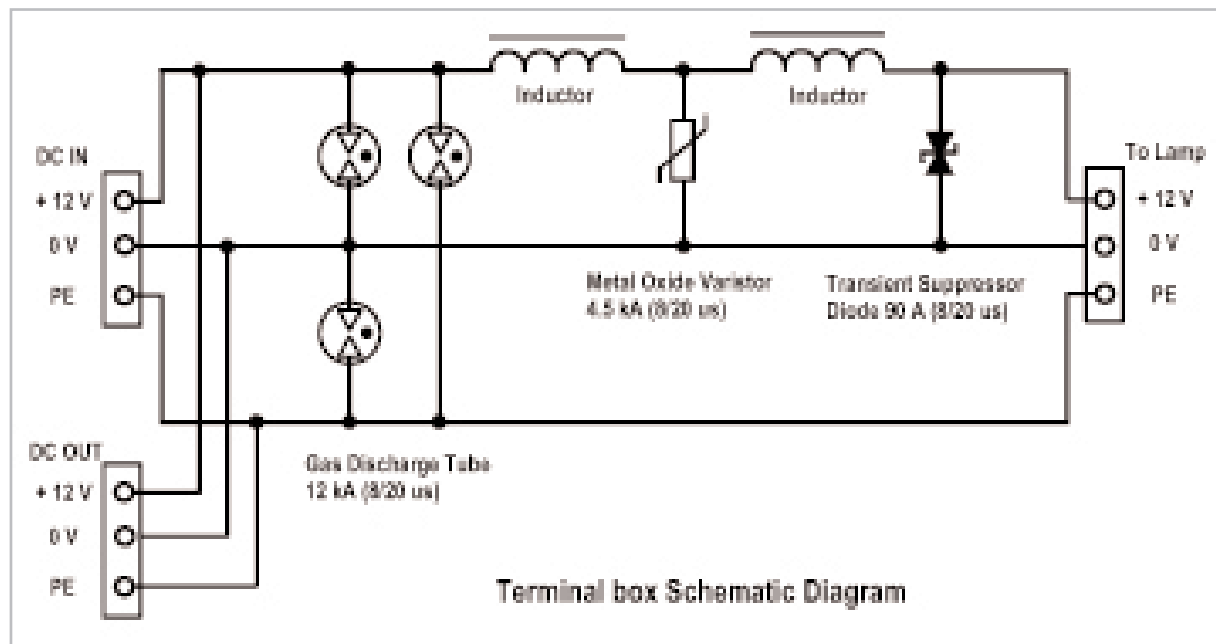 Inductor
Inductor
DC IN
+ 12 V
0 V
PE
To Lamp
+ 12 V
0 V
PE
Metal Oxide Varistor
4.5 kA (8/20 us)
Transient Suppressor
Diode 90 A (8/20 us)
DC OUT
+ 12 V
0 V
PE
Gas Discharge Tube
12 kA (8/20 us)
Terminal box Schematic Diagram